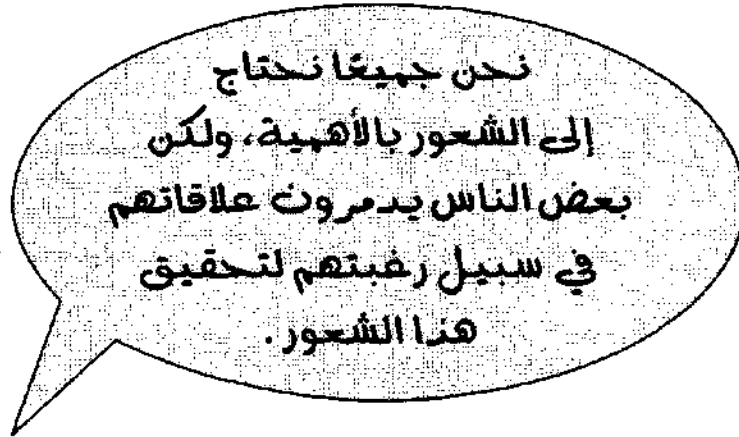 نحن جميعًا نحتاج
إلى الشعور بالأهمية، ولكن
بعض الناس يدمرون علاقاتهم
في سبيل رغبتهم لتحقيق
هذا الشعور.